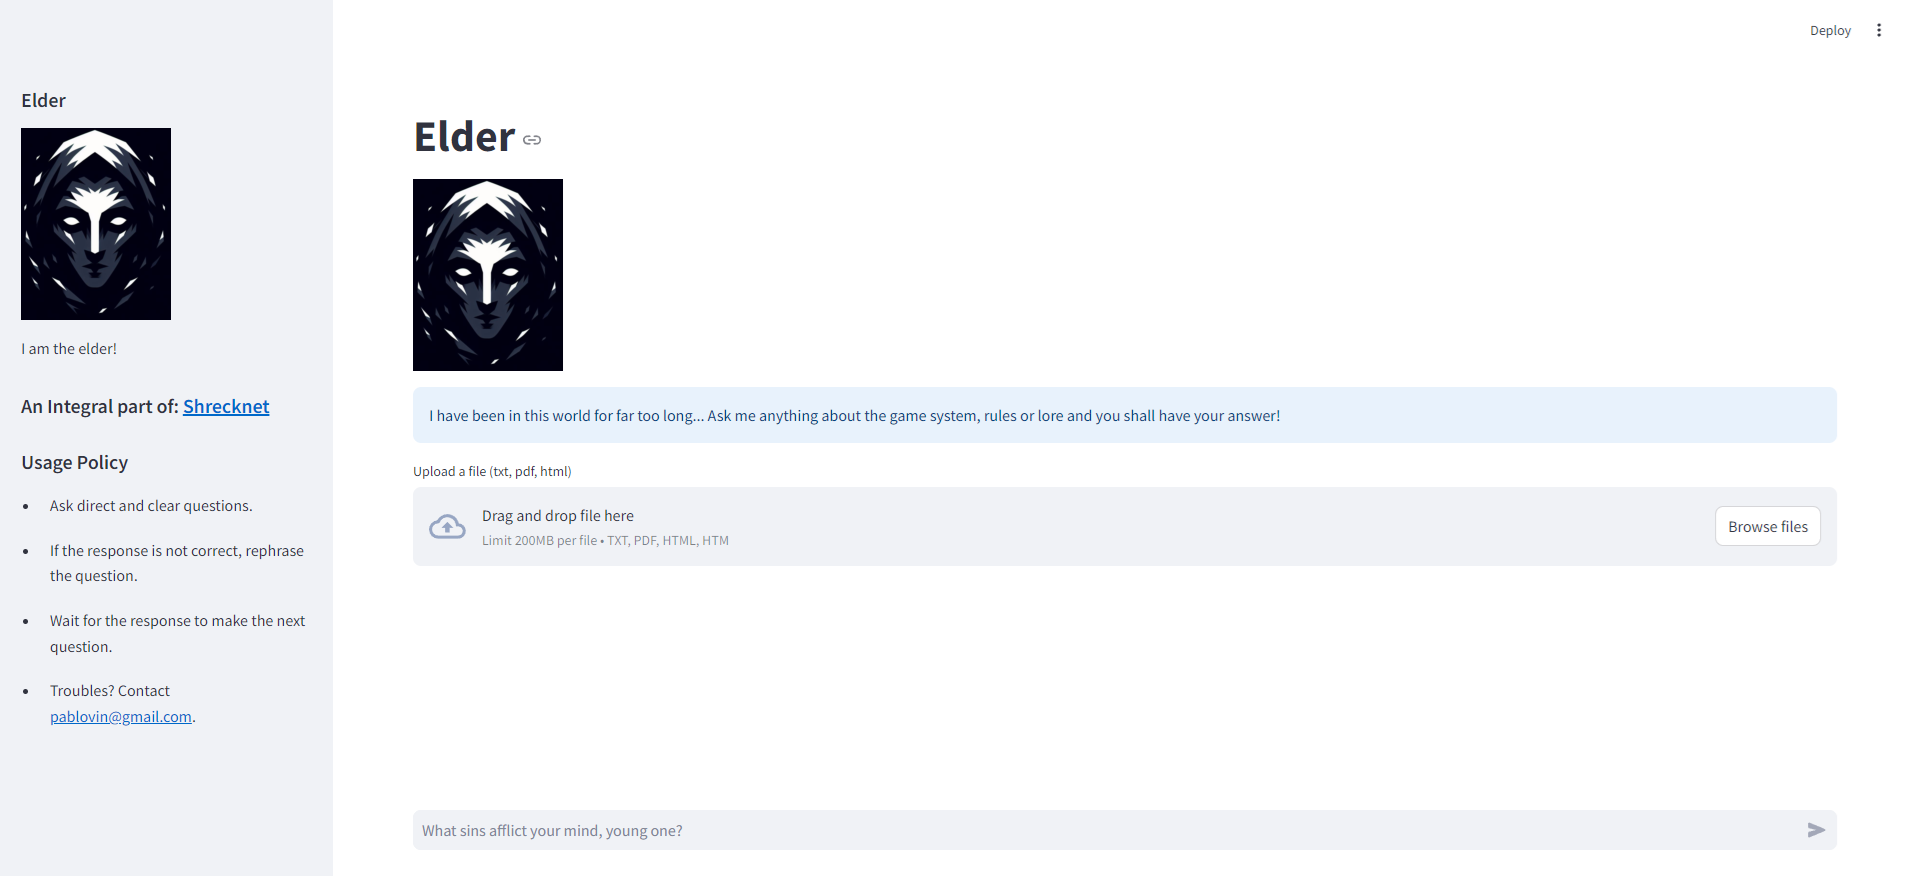 Deploy
Elder
I am the elder!
An Integral part of: Shrecknet
Usage Policy
Ask direct and clear questions.
If the response is not correct, rephrase
the question.
Wait for the response to make the next
question.
Troubles? Contact
pablovin@gmail.com.
Elder
I have been in this world for far too long... Ask me anything about the game system, rules or lore and you shall have your answer!
Upload a file (txt, pdf, html)
Drag and drop file here
Limit 200MB per file • TXT, PDF, HTML, HTM
Browse files
What sins afflict your mind, young one?